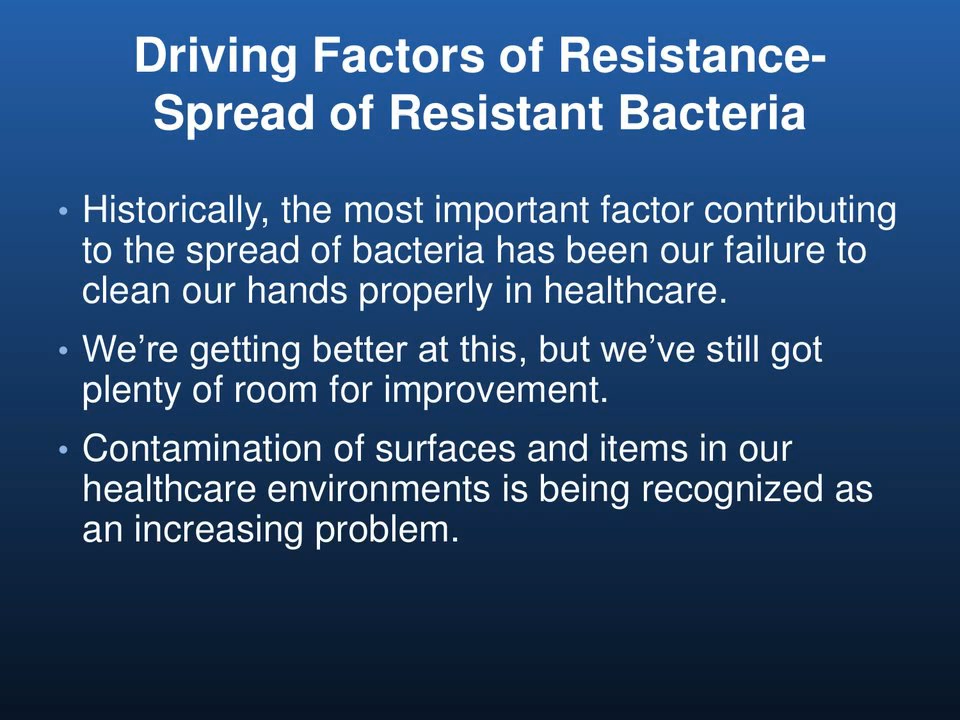 Driving Factors of Resistance-
Spread of Resistant Bacteria
• Historically, the most important factor contributing
to the spread of bacteria has been our failure to
clean our hands properly in healthcare.
• We’re getting better at this, but we’ve still got
plenty of room for improvement.
• Contamination of surfaces and items in our
healthcare environments is being recognized as
an increasing problem.